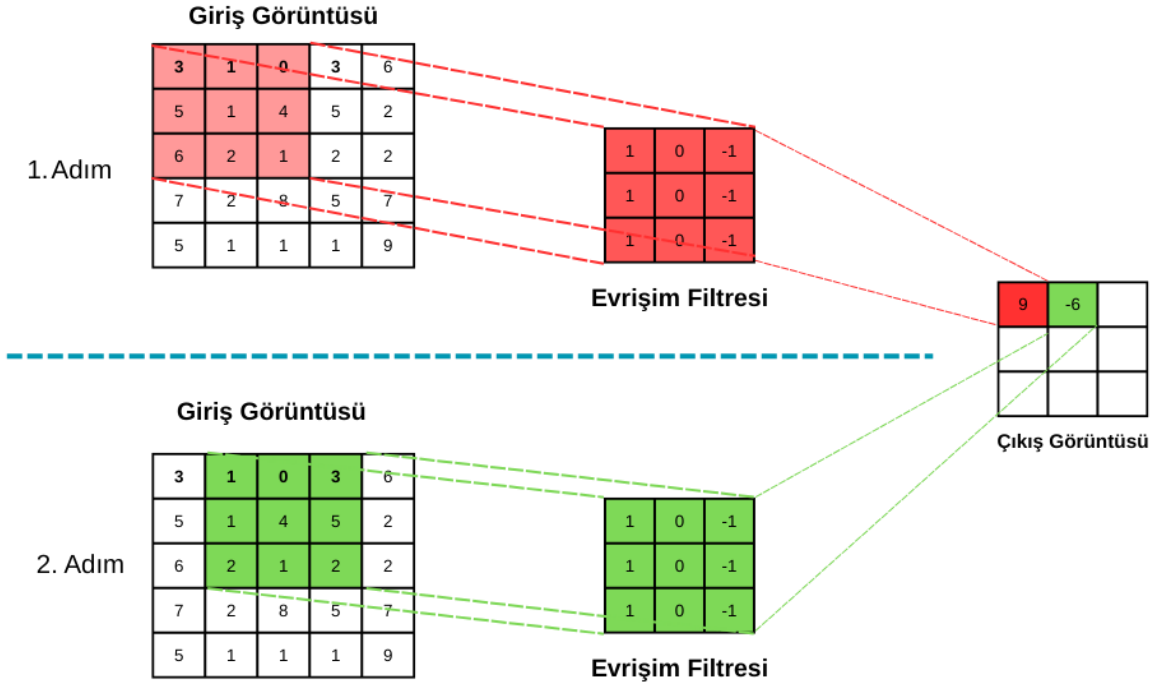 Giriş Görüntüsü
3 1 0 3 6
5 1 4 5 2
6 2 1 2 2
7 2 8 5 7
5 1 1 1 9
1. Adım
1 0 -1
1 0 -1
1 0 -1
Evrişim Filtresi
9 -6
Çıkış Görüntüsü
Giriş Görüntüsü
3 1 0 3 6
5 1 4 5 2
6 2 1 2 2
7 2 8 5 7
5 1 1 1 9
2. Adım
1 0 -1
1 0 -1
1 0 -1
Evrişim Filtresi